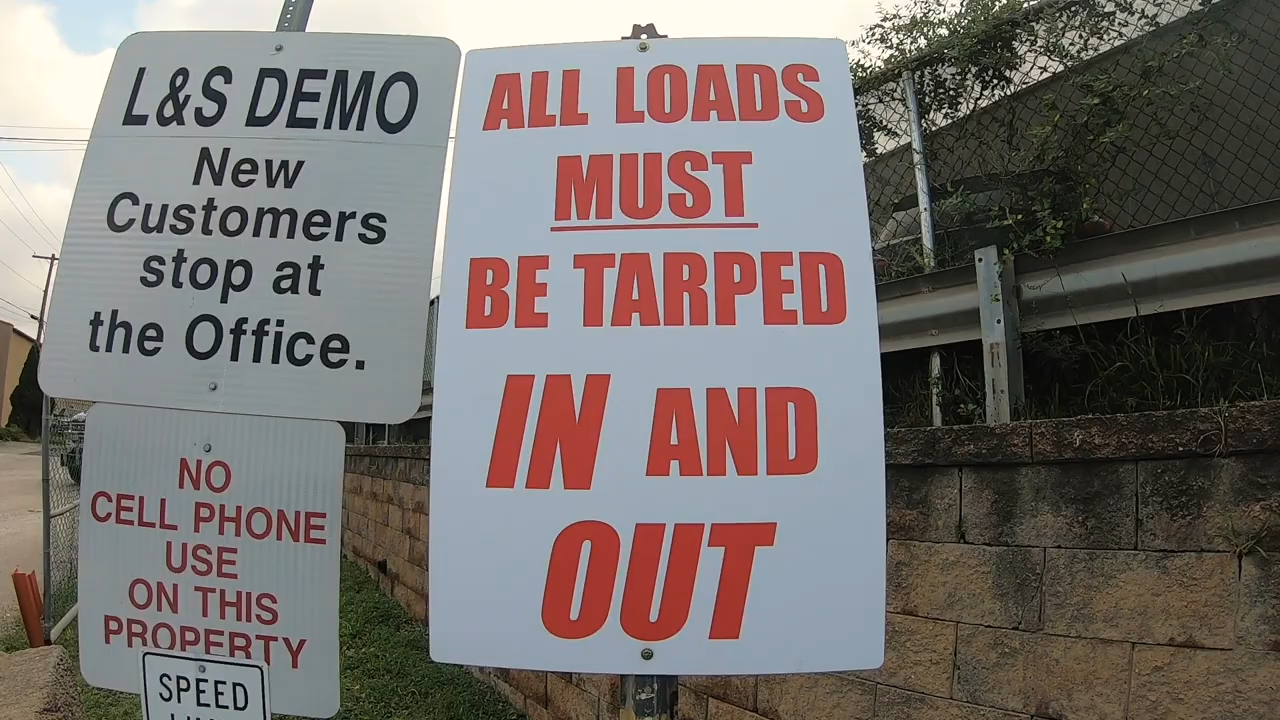 L&S DEMO
New
Customers
stop at
the Office.
NO
CELL PHONE
USE
ON THIS
PROPERTY
SPEED
ALL LOADS
MUST
BE TARPED
IN AND
OUT